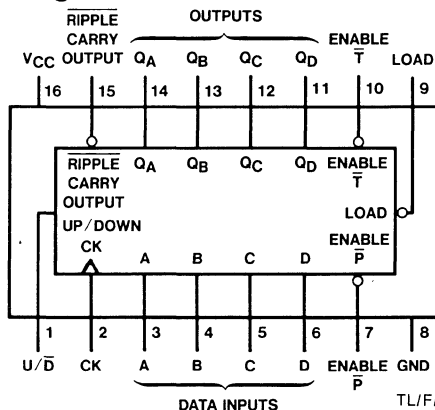 OUTPUTS
RIPPLE
CARRY
OUTPUT
ENABLE
T
VCC QA QB QC QD LOAD
16 15 14 13 12 11 10 9
RIPPLE
CARRY
OUTPUT
QA QB QC QD ENABLE
T
LOAD
UP/DOWN
CK
A B C D ENABLE
P
1 2 3 4 5 6 7 8
U/D CK A B C D ENABLE
P
GND
DATA INPUTS
TL/F/